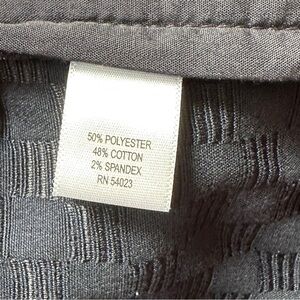 50% POLYESTER
48% COTTON
2% SPANDEX
RN 54023